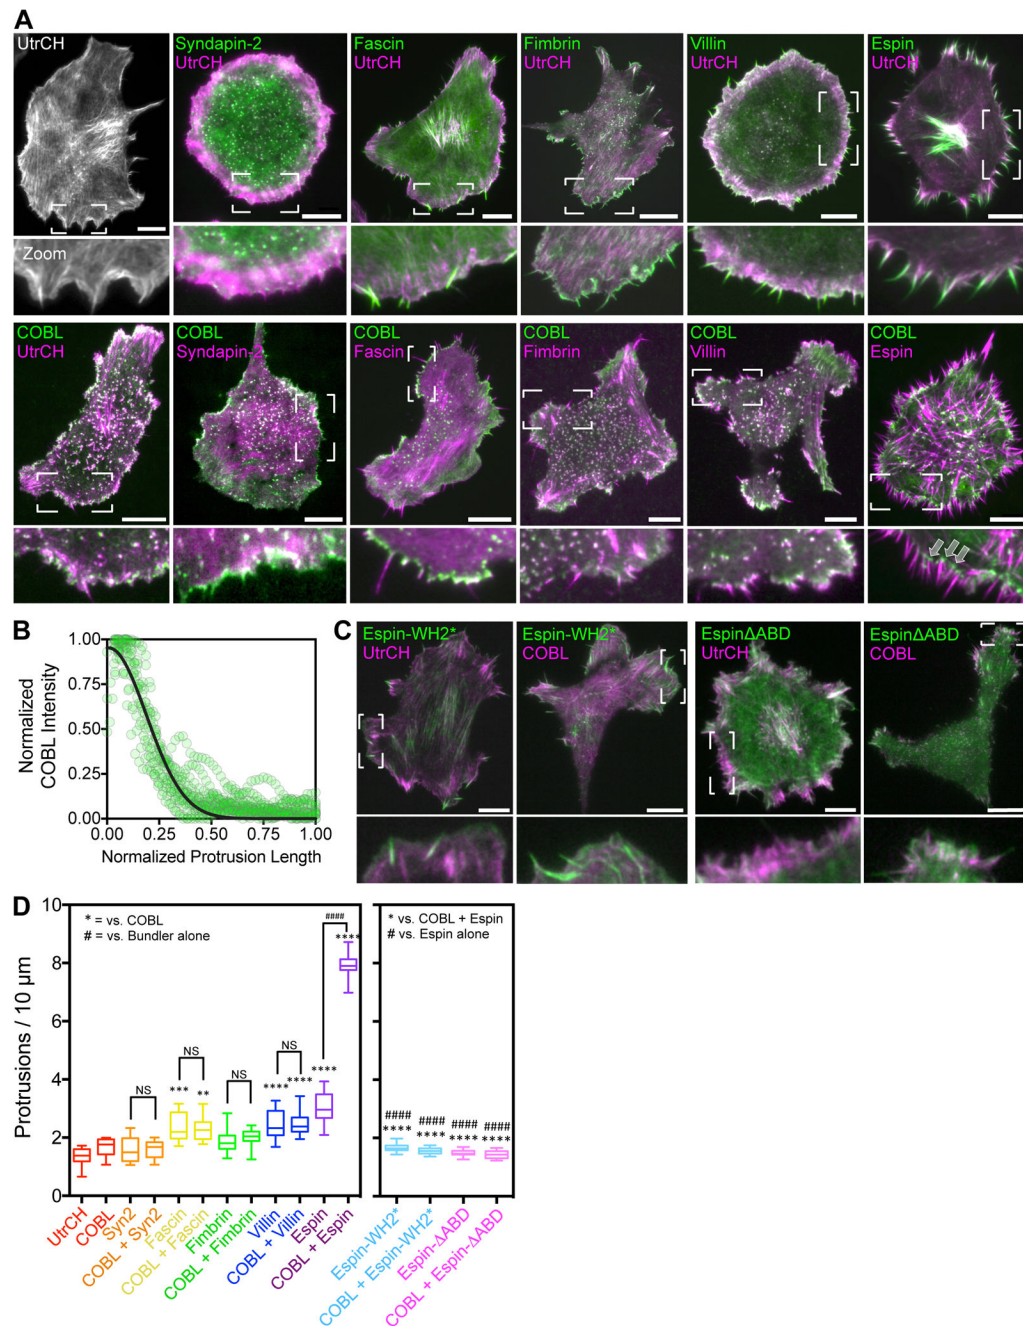 A
UtrCH
Syndapin-2
UtrCH
Fascin
UtrCH
Fimbrin
UtrCH
Villin
UtrCH
Espin
UtrCH
Zoom
COBL
UtrCH
COBL
Syndapin-2
COBL
Fascin
COBL
Fimbrin
COBL
Villin
COBL
Espin
B
Normalized
COBL Intensity
1.00
0.75
0.50
0.25
0.00
0.00 0.25 0.50 0.75 1.00
Normalized Protrusion Length
C
Espin-WH2*
UtrCH
Espin-WH2*
COBL
EspinΔABD
UtrCH
EspinΔABD
COBL
D
Protrusions / 10 µm
10
8
6
4
2
0
* = vs. COBL
# = vs. Bundler alone
NS
***
**
NS
NS
****
****
NS
****
####
****
* vs. COBL + Espin
# vs. Espin alone
#### #### #### ####
**** **** **** ****
UtrCH
COBL
Syn2
COBL + Syn2
Fascin
COBL + Fascin
Fimbrin
COBL + Fimbrin
Villin
COBL + Villin
Espin
COBL + Espin
Espin-WH2*
COBL + Espin-WH2*
Espin-ΔABD
COBL + Espin-ΔABD